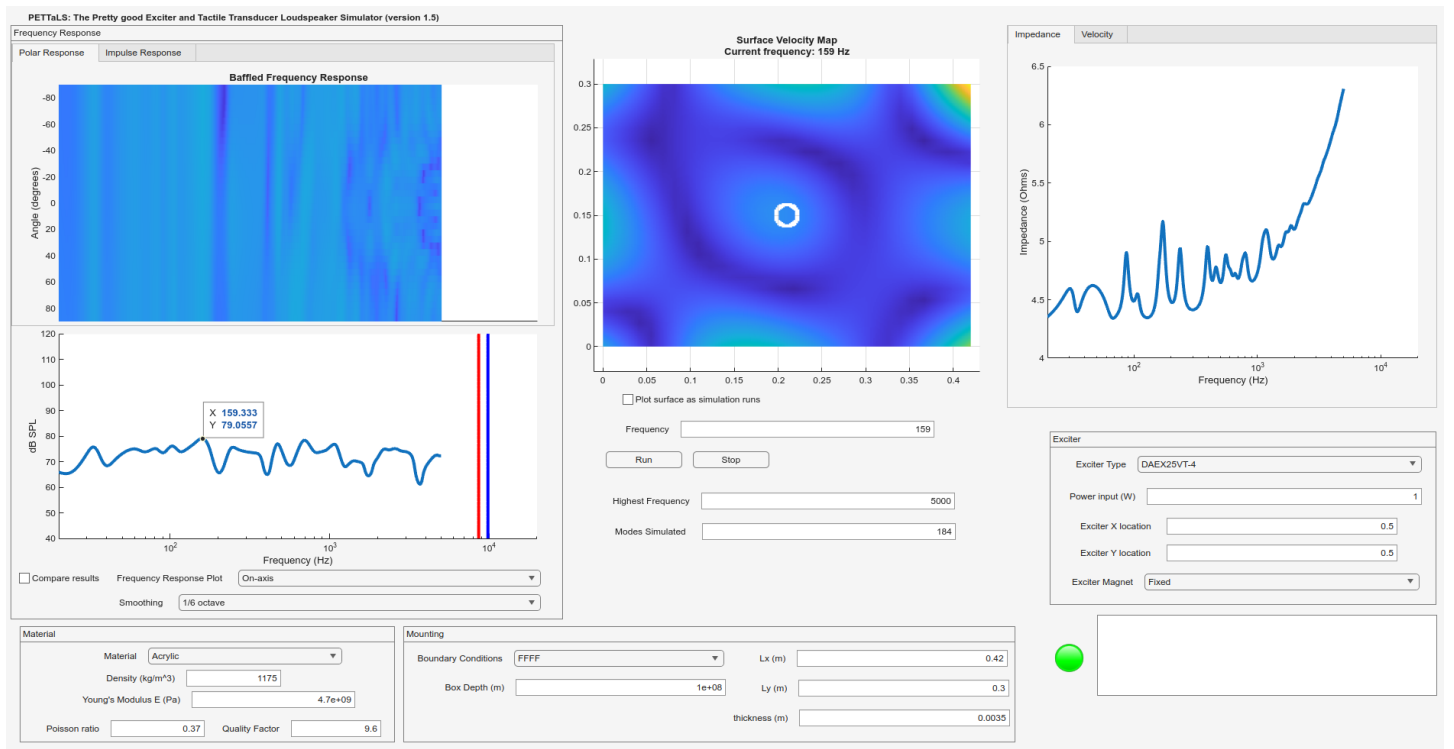 PETTaLS: The Pretty good Exciter and Tactile Transducer Loudspeaker Simulator (version 1.5)
Frequency Response
Polar Response
Impulse Response
Baffled Frequency Response
-80
-60
-40
-20
0
20
40
60
80
Angle (degrees)
120
110
100
90
80
70
60
50
40
dB SPL
X 159.333
Y 79.0557
10^2
10^3
10^4
Frequency (Hz)
Compare results
Frequency Response Plot
On-axis
Smoothing
1/6 octave
Surface Velocity Map
Current frequency: 159 Hz
0.3
0.25
0.2
0.15
0.1
0.05
0
0 0.05 0.1 0.15 0.2 0.25 0.3 0.35 0.4
Plot surface as simulation runs
Frequency 159
Run
Stop
Highest Frequency 5000
Modes Simulated 184
Impedance
Velocity
6.5
6
5.5
5
4.5
4
Impedance (Ohms)
10^2
10^3
10^4
Frequency (Hz)
Exciter
Exciter Type DAEX25VT-4
Power input (W) 1
Exciter X location 0.5
Exciter Y location 0.5
Exciter Magnet Fixed
Material
Material Acrylic
Density (kg/m^3) 1175
Young's Modulus E (Pa) 4.7e+09
Poisson ratio 0.37
Quality Factor 9.6
Mounting
Boundary Conditions FFFF
Box Depth (m) 1e+08
Lx (m) 0.42
Ly (m) 0.3
thickness (m) 0.0035